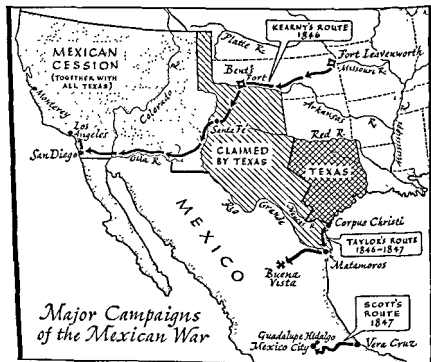 KEARNY'S ROUTE
1846
Platte R.
Fort Leavenworth
Missouri R.
Bent's
Fort
MEXICAN
CESSION
(TOGETHER WITH
ALL TEXAS)
Colorado R.
Arkansas R.
Mississippi R.
Monterey
Los
Angeles
San Diego
Gila R.
Santa Fe
Red R.
CLAIMED
BY TEXAS
TEXAS
Rio Grande
Nueces R.
Corpus Christi
TAYLOR'S ROUTE
1846-1847
Matamoros
MEXICO
Buena
Vista
SCOTT'S
ROUTE
1847
Guadalupe Hidalgo
Mexico City
Vera Cruz
Major Campaigns
of the Mexican War